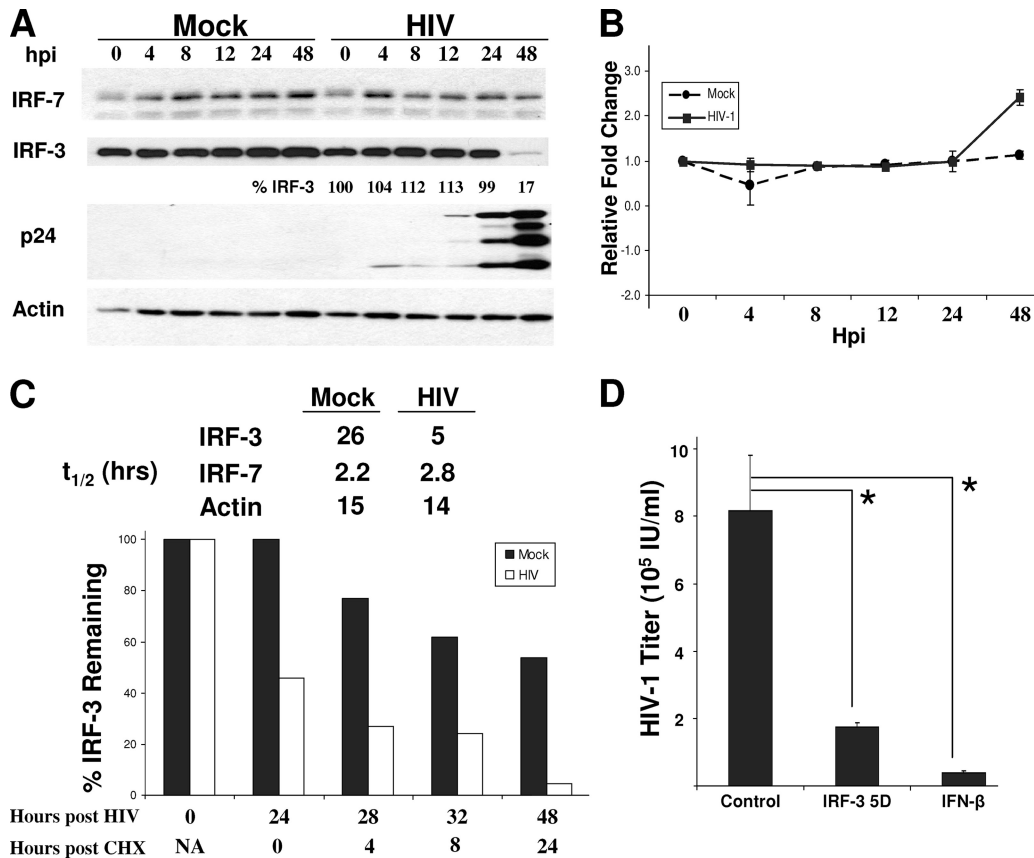 A
Mock HIV
hpi 0 4 8 12 24 48 0 4 8 12 24 48
IRF-7
IRF-3
% IRF-3 100 104 112 113 99 17
p24
Actin
B
Relative Fold Change
3.0
2.0
1.0
0.0
-1.0
-2.0
Mock
HIV-1
0 4 8 12 24 48
Hpi
C
Mock HIV
IRF-3 26 5
t1/2 (hrs) IRF-7 2.2 2.8
Actin 15 14
% IRF-3 Remaining
100
80
60
40
20
0
Mock
HIV
Hours post HIV 0 24 28 32 48
Hours post CHX NA 0 4 8 24
D
HIV-1 Titer (10⁵ IU/ml)
10
8
6
4
2
*
*
Control IRF-3 5D IFN-β